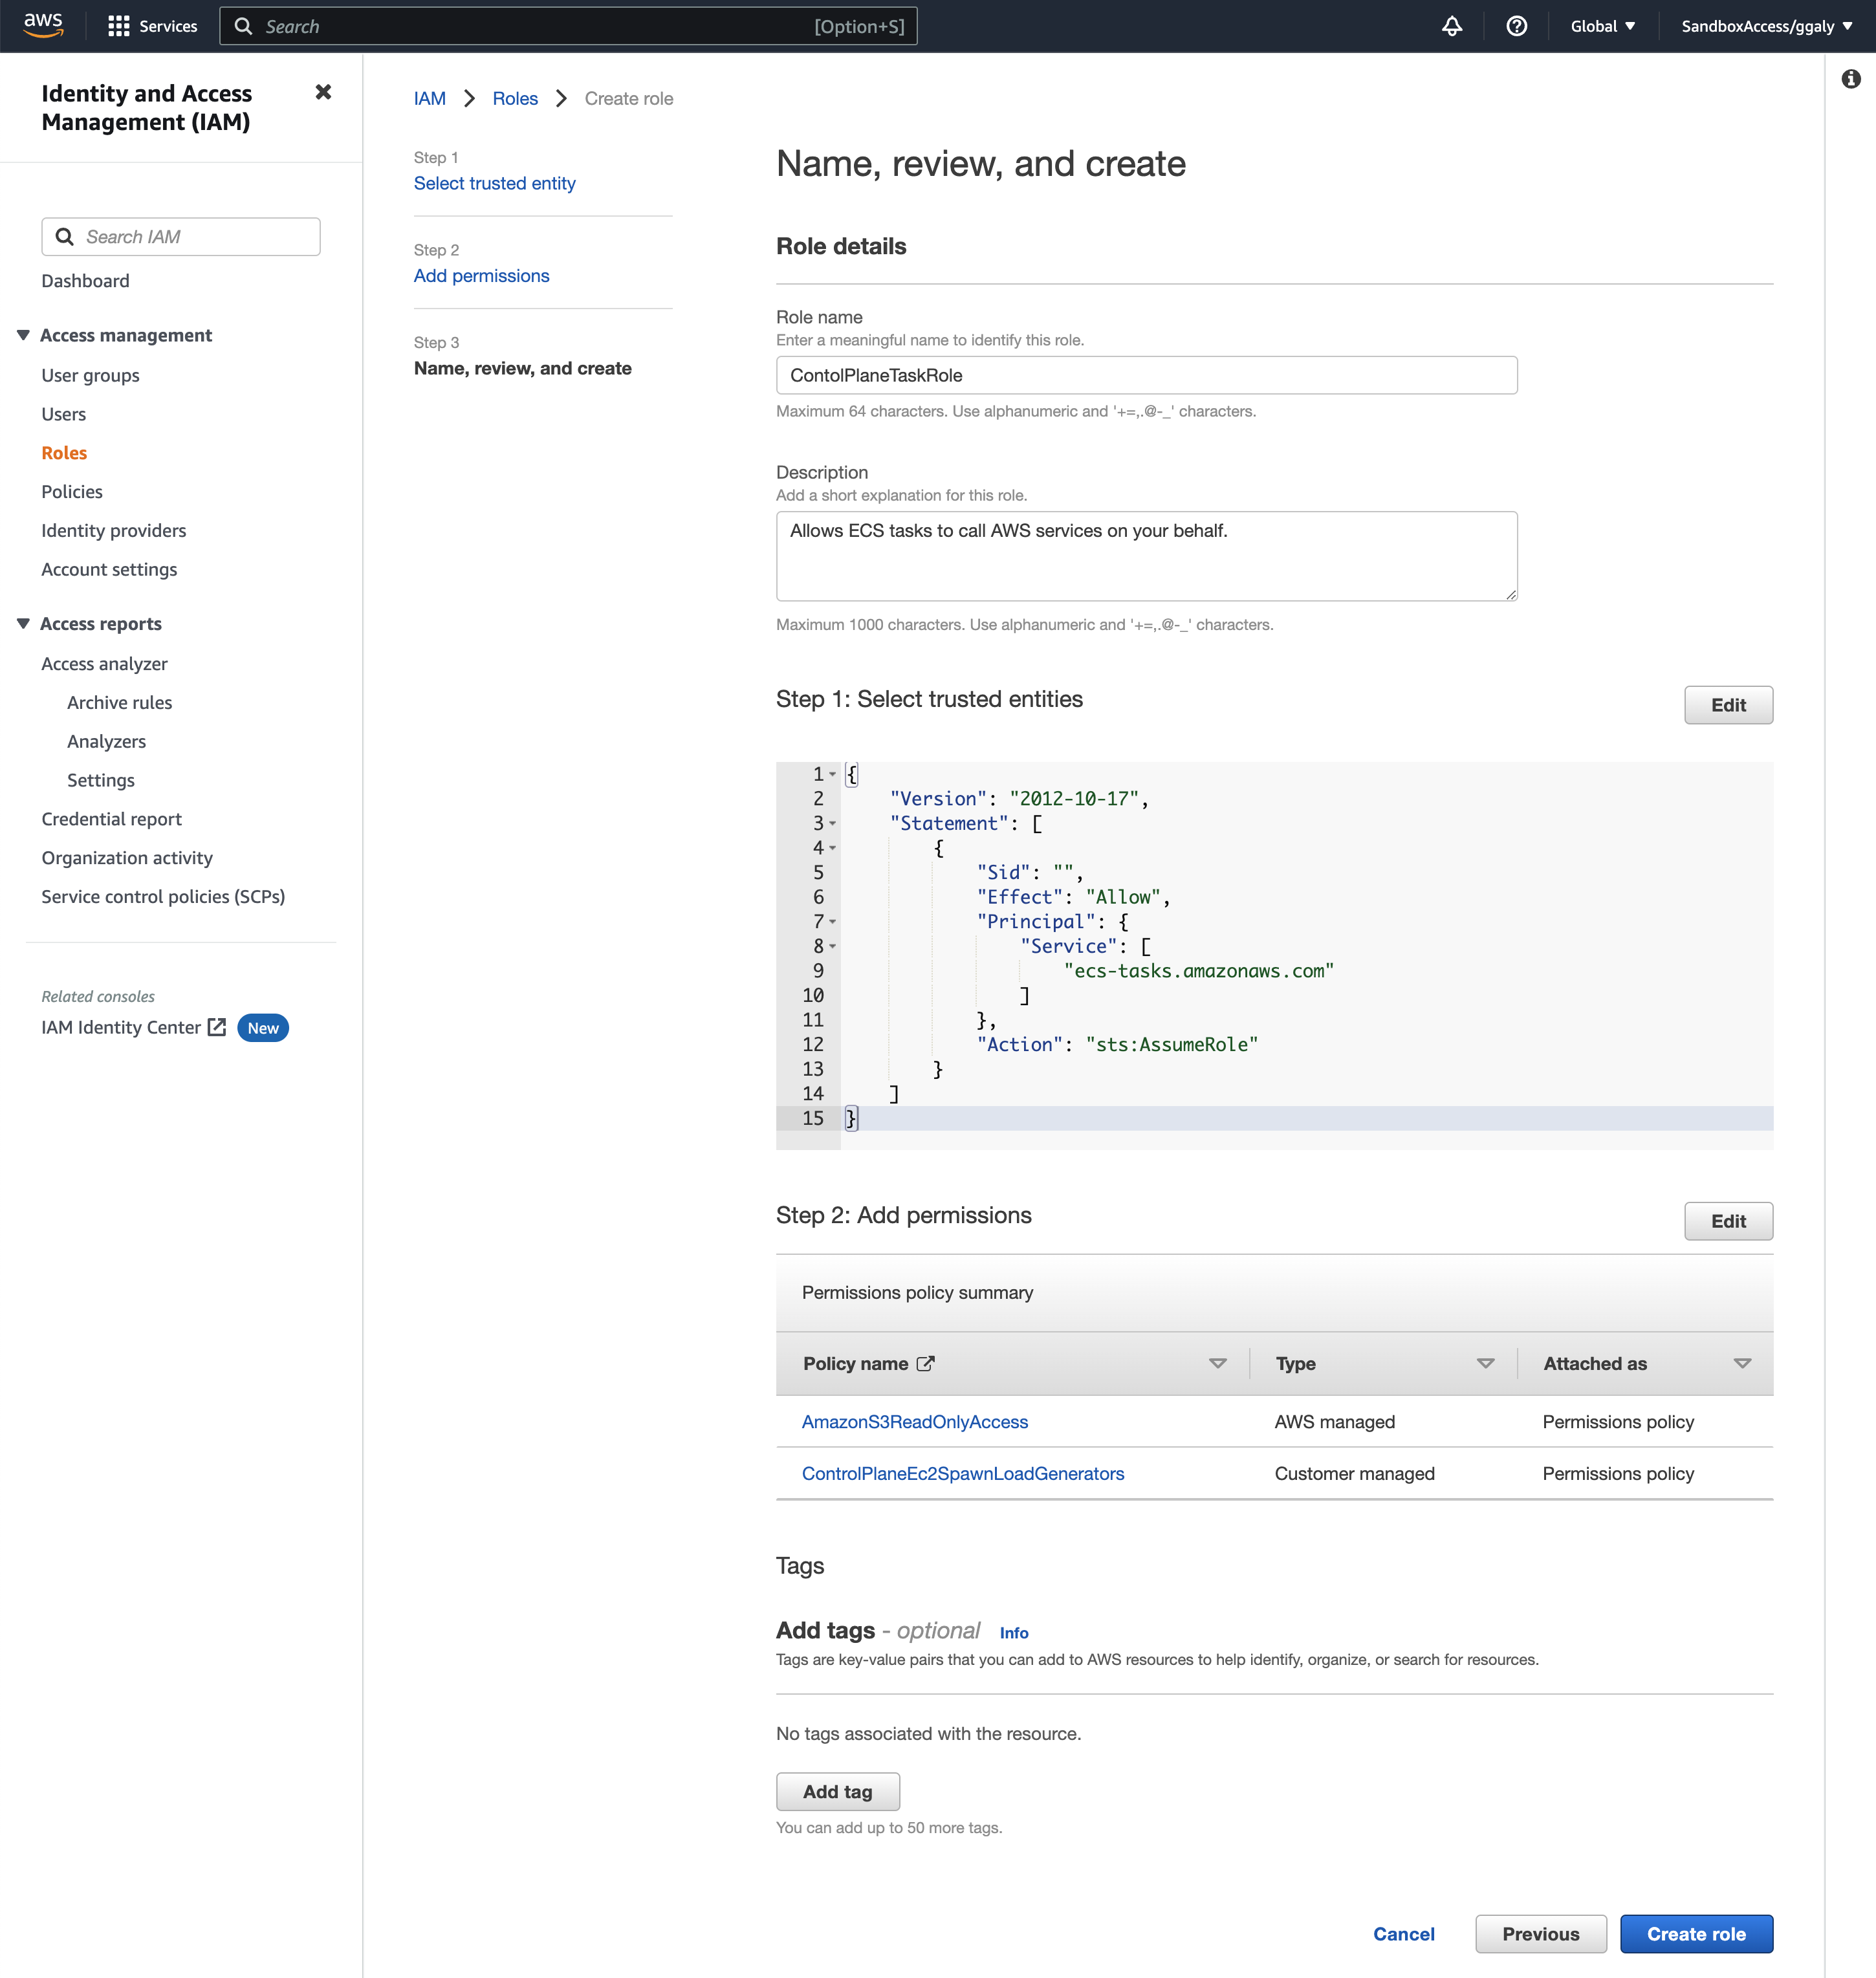 aws
Services
Search
[Option+S]
Global
SandboxAccess/ggaly
Identity and Access
Management (IAM)
Search IAM
Dashboard
Access management
User groups
Users
Roles
Policies
Identity providers
Account settings
Access reports
Access analyzer
Archive rules
Analyzers
Settings
Credential report
Organization activity
Service control policies (SCPs)
Related consoles
IAM Identity Center
New
IAM > Roles > Create role
Step 1
Select trusted entity
Step 2
Add permissions
Step 3
Name, review, and create
Name, review, and create
Role details
Role name
Enter a meaningful name to identify this role.
ContolPlaneTaskRole
Maximum 64 characters. Use alphanumeric and '+=,.@-_' characters.
Description
Add a short explanation for this role.
Allows ECS tasks to call AWS services on your behalf.
Maximum 1000 characters. Use alphanumeric and '+=,.@-_' characters.
Step 1: Select trusted entities
Edit
1 {
2 "Version": "2012-10-17",
3 "Statement": [
4 {
5 "Sid": "",
6 "Effect": "Allow",
7 "Principal": {
8 "Service": [
9 "ecs-tasks.amazonaws.com"
10 ]
11 },
12 "Action": "sts:AssumeRole"
13 }
14 ]
15 }
Step 2: Add permissions
Edit
Permissions policy summary
Policy name Type Attached as
AmazonS3ReadOnlyAccess AWS managed Permissions policy
ControlPlaneEc2SpawnLoadGenerators Customer managed Permissions policy
Tags
Add tags - optional Info
Tags are key-value pairs that you can add to AWS resources to help identify, organize, or search for resources.
No tags associated with the resource.
Add tag
You can add up to 50 more tags.
Cancel Previous Create role